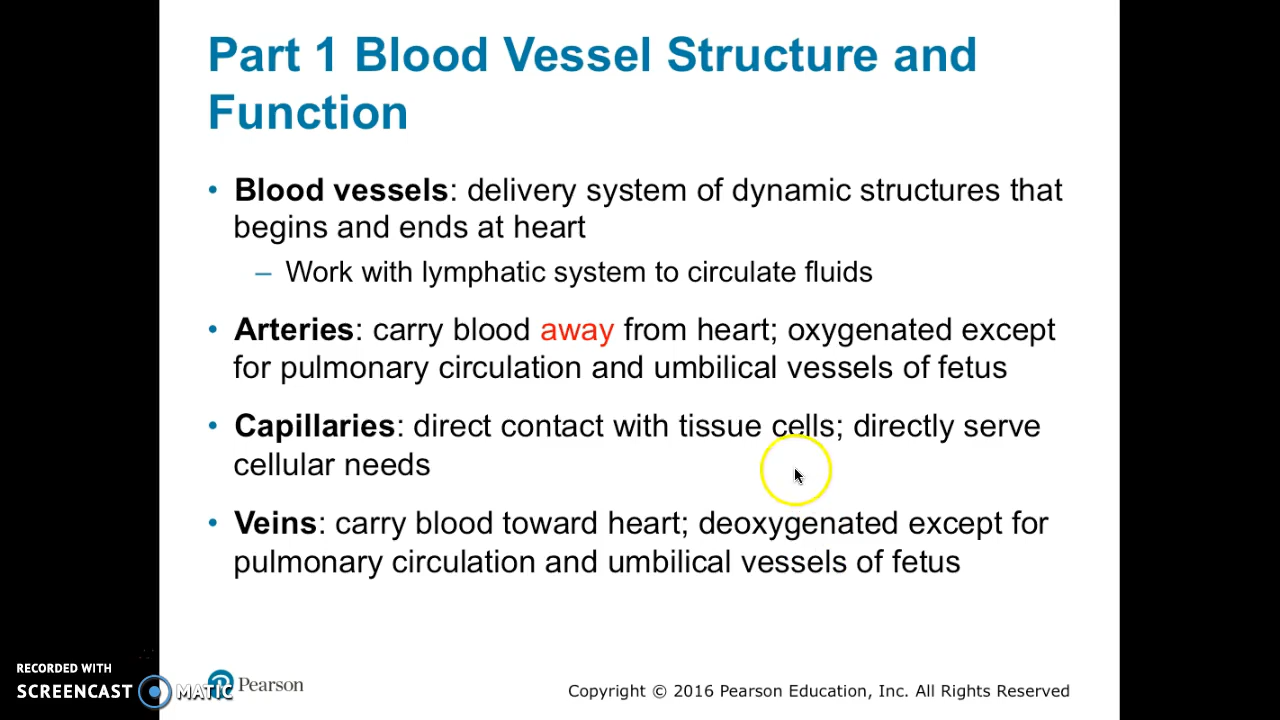 Part 1 Blood Vessel Structure and
Function
• Blood vessels: delivery system of dynamic structures that
begins and ends at heart
– Work with lymphatic system to circulate fluids
• Arteries: carry blood away from heart; oxygenated except
for pulmonary circulation and umbilical vessels of fetus
• Capillaries: direct contact with tissue cells; directly serve
cellular needs
• Veins: carry blood toward heart; deoxygenated except for
pulmonary circulation and umbilical vessels of fetus
RECORDED WITH
SCREENCAST MATIC
Pearson
Copyright © 2016 Pearson Education, Inc. All Rights Reserved